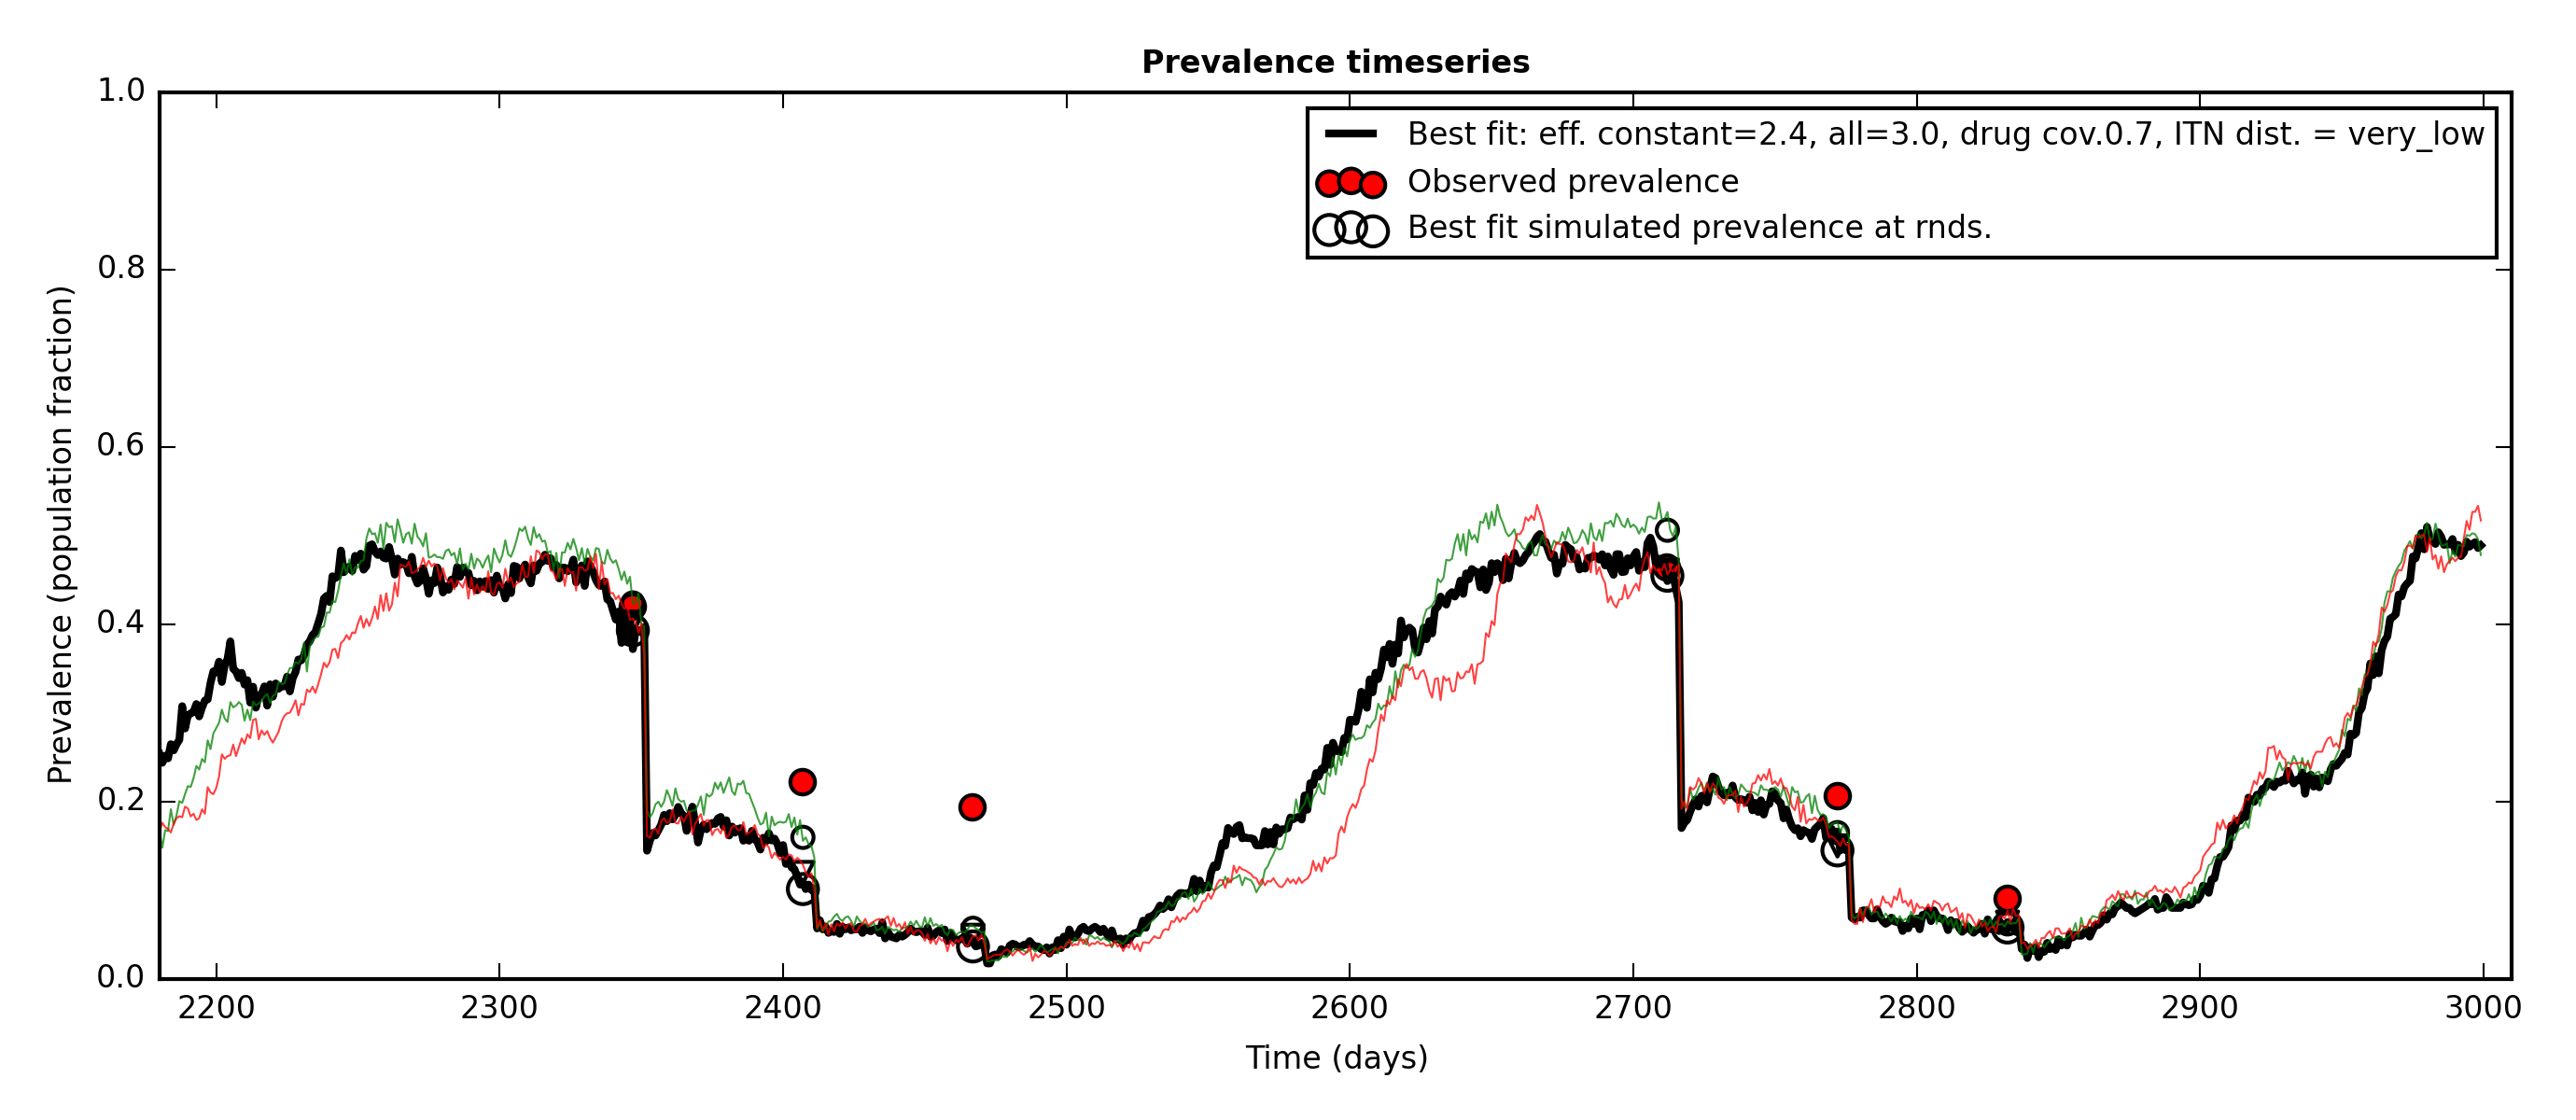 Prevalence timeseries
1.0
0.8
0.6
0.4
0.2
0.0
Prevalence (population fraction)
Best fit: eff. constant=2.4, all=3.0, drug cov.0.7, ITN dist. = very_low
Observed prevalence
Best fit simulated prevalence at rnds.
2200 2300 2400 2500 2600 2700 2800 2900 3000
Time (days)